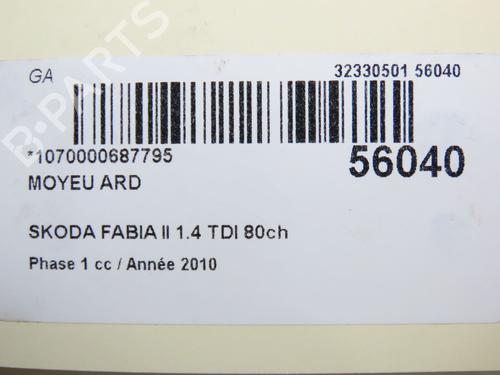 GA
32330501 56040
*1070000687795
56040
MOYEU ARD
SKODA FABIA II 1.4 TDI 80ch
Phase 1 cc / Année 2010
B-PARTS